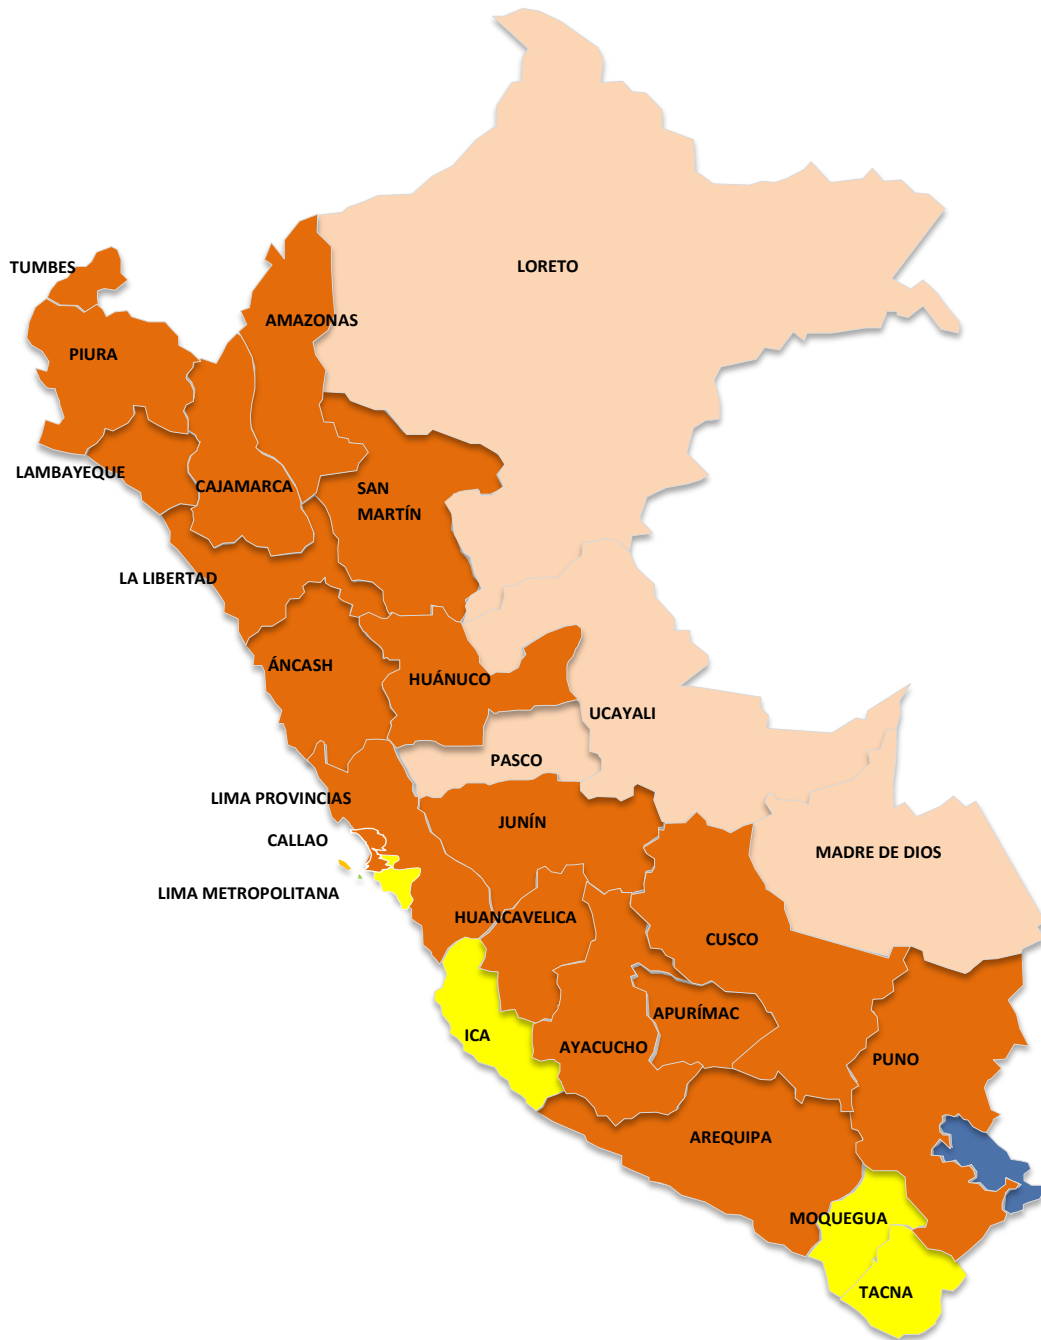 LORETO
TUMBES
AMAZONAS
PIURA
LAMBAYEQUE
CAJAMARCA
SAN
MARTÍN
LA LIBERTAD
ÁNCASH
HUÁNUCO
UCAYALI
PASCO
LIMA PROVINCIAS
JUNÍN
CALLAO
MADRE DE DIOS
LIMA METROPOLITANA
HUANCAVELICA
CUSCO
APURÍMAC
ICA
AYACUCHO
PUNO
AREQUIPA
MOQUEGUA
TACNA